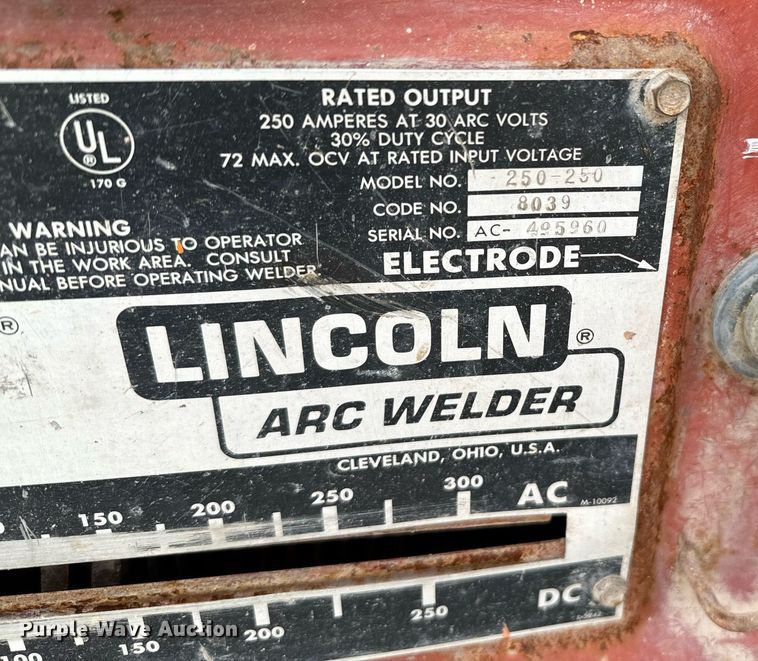 LISTED
UL
®
170 G
RATED OUTPUT
250 AMPERES AT 30 ARC VOLTS
30% DUTY CYCLE
72 MAX. OCV AT RATED INPUT VOLTAGE
MODEL NO. 250-250
CODE NO. 8039
SERIAL NO. AC- 495960
ELECTRODE
WARNING
CAN BE INJURIOUS TO OPERATOR
IN THE WORK AREA. CONSULT
BEFORE OPERATING WELDER.
®
LINCOLN ®
ARC WELDER
CLEVELAND, OHIO, U.S.A.
150 200 250 300 AC
M-10092
100 150 200 250 DC
Purple Wave Auction